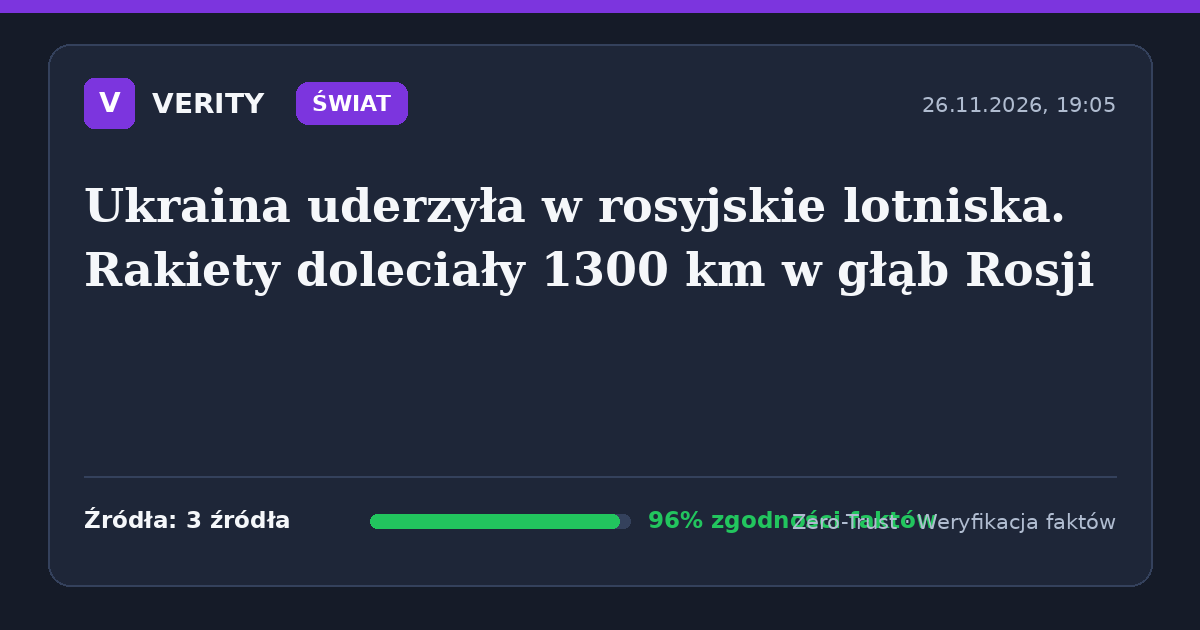 V VERITY ŚWIAT 26.11.2026, 19:05
Ukraina uderzyła w rosyjskie lotniska.
Rakiety doleciały 1300 km w głąb Rosji
Źródła: 3 źródła 96% zgodności faktów Zero-Trust · Weryfikacja faktów